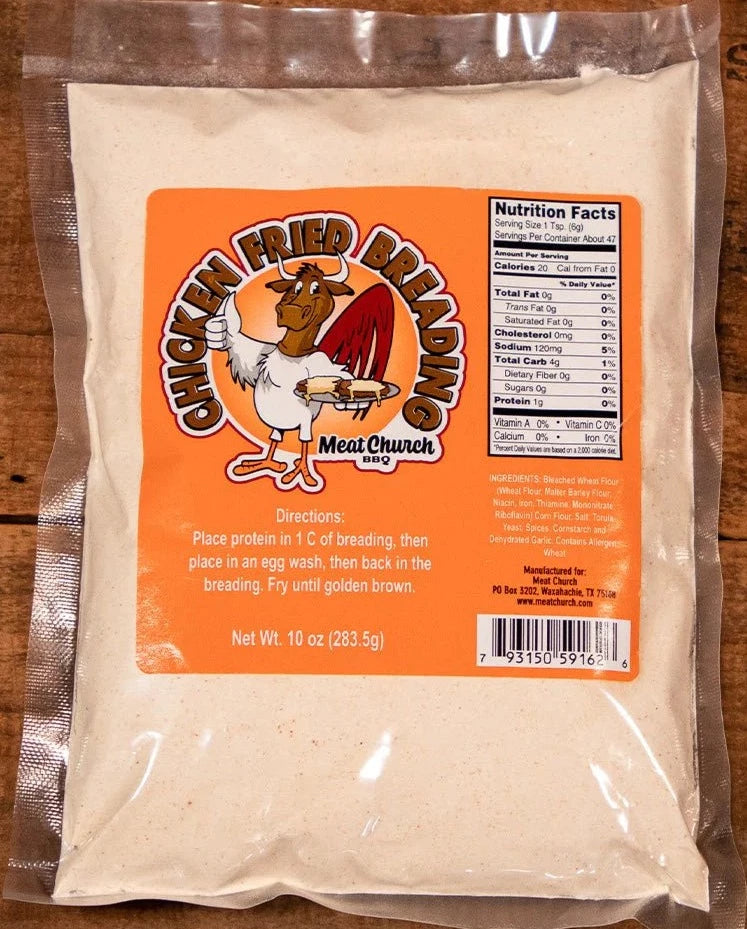 CHICKEN FRIED BREADING
Meat Church
BBQ
Directions:
Place protein in 1 C of breading, then
place in an egg wash, then back in the
breading. Fry until golden brown.
Net Wt. 10 oz (283.5g)
Nutrition Facts
Serving Size 1 Tsp. (6g)
Servings Per Container About 47
Amount Per Serving
Calories 20 Cal from Fat 0
% Daily Value*
Total Fat 0g 0%
Trans Fat 0g 0%
Saturated Fat 0g 0%
Cholesterol 0mg 0%
Sodium 120mg 5%
Total Carb 4g 1%
Dietary Fiber 0g 0%
Sugars 0g 0%
Protein 1g 0%
Vitamin A 0% • Vitamin C 0%
Calcium 0% • Iron 0%
*Percent Daily Values are based on a 2,000 calorie diet.
INGREDIENTS: Bleached Wheat Flour
(Wheat Flour, Malter Barley Flour,
Niacin, Iron, Thiamine, Mononitrate
Riboflavin) Corn Flour, Salt, Torula
Yeast, Spices, Cornstarch and
Dehydrated Garlic. Contains Allergen:
Wheat
Manufactured for:
Meat Church
PO Box 3202, Waxahachie, TX
www.meatchurch.com
7 93150 59162 6